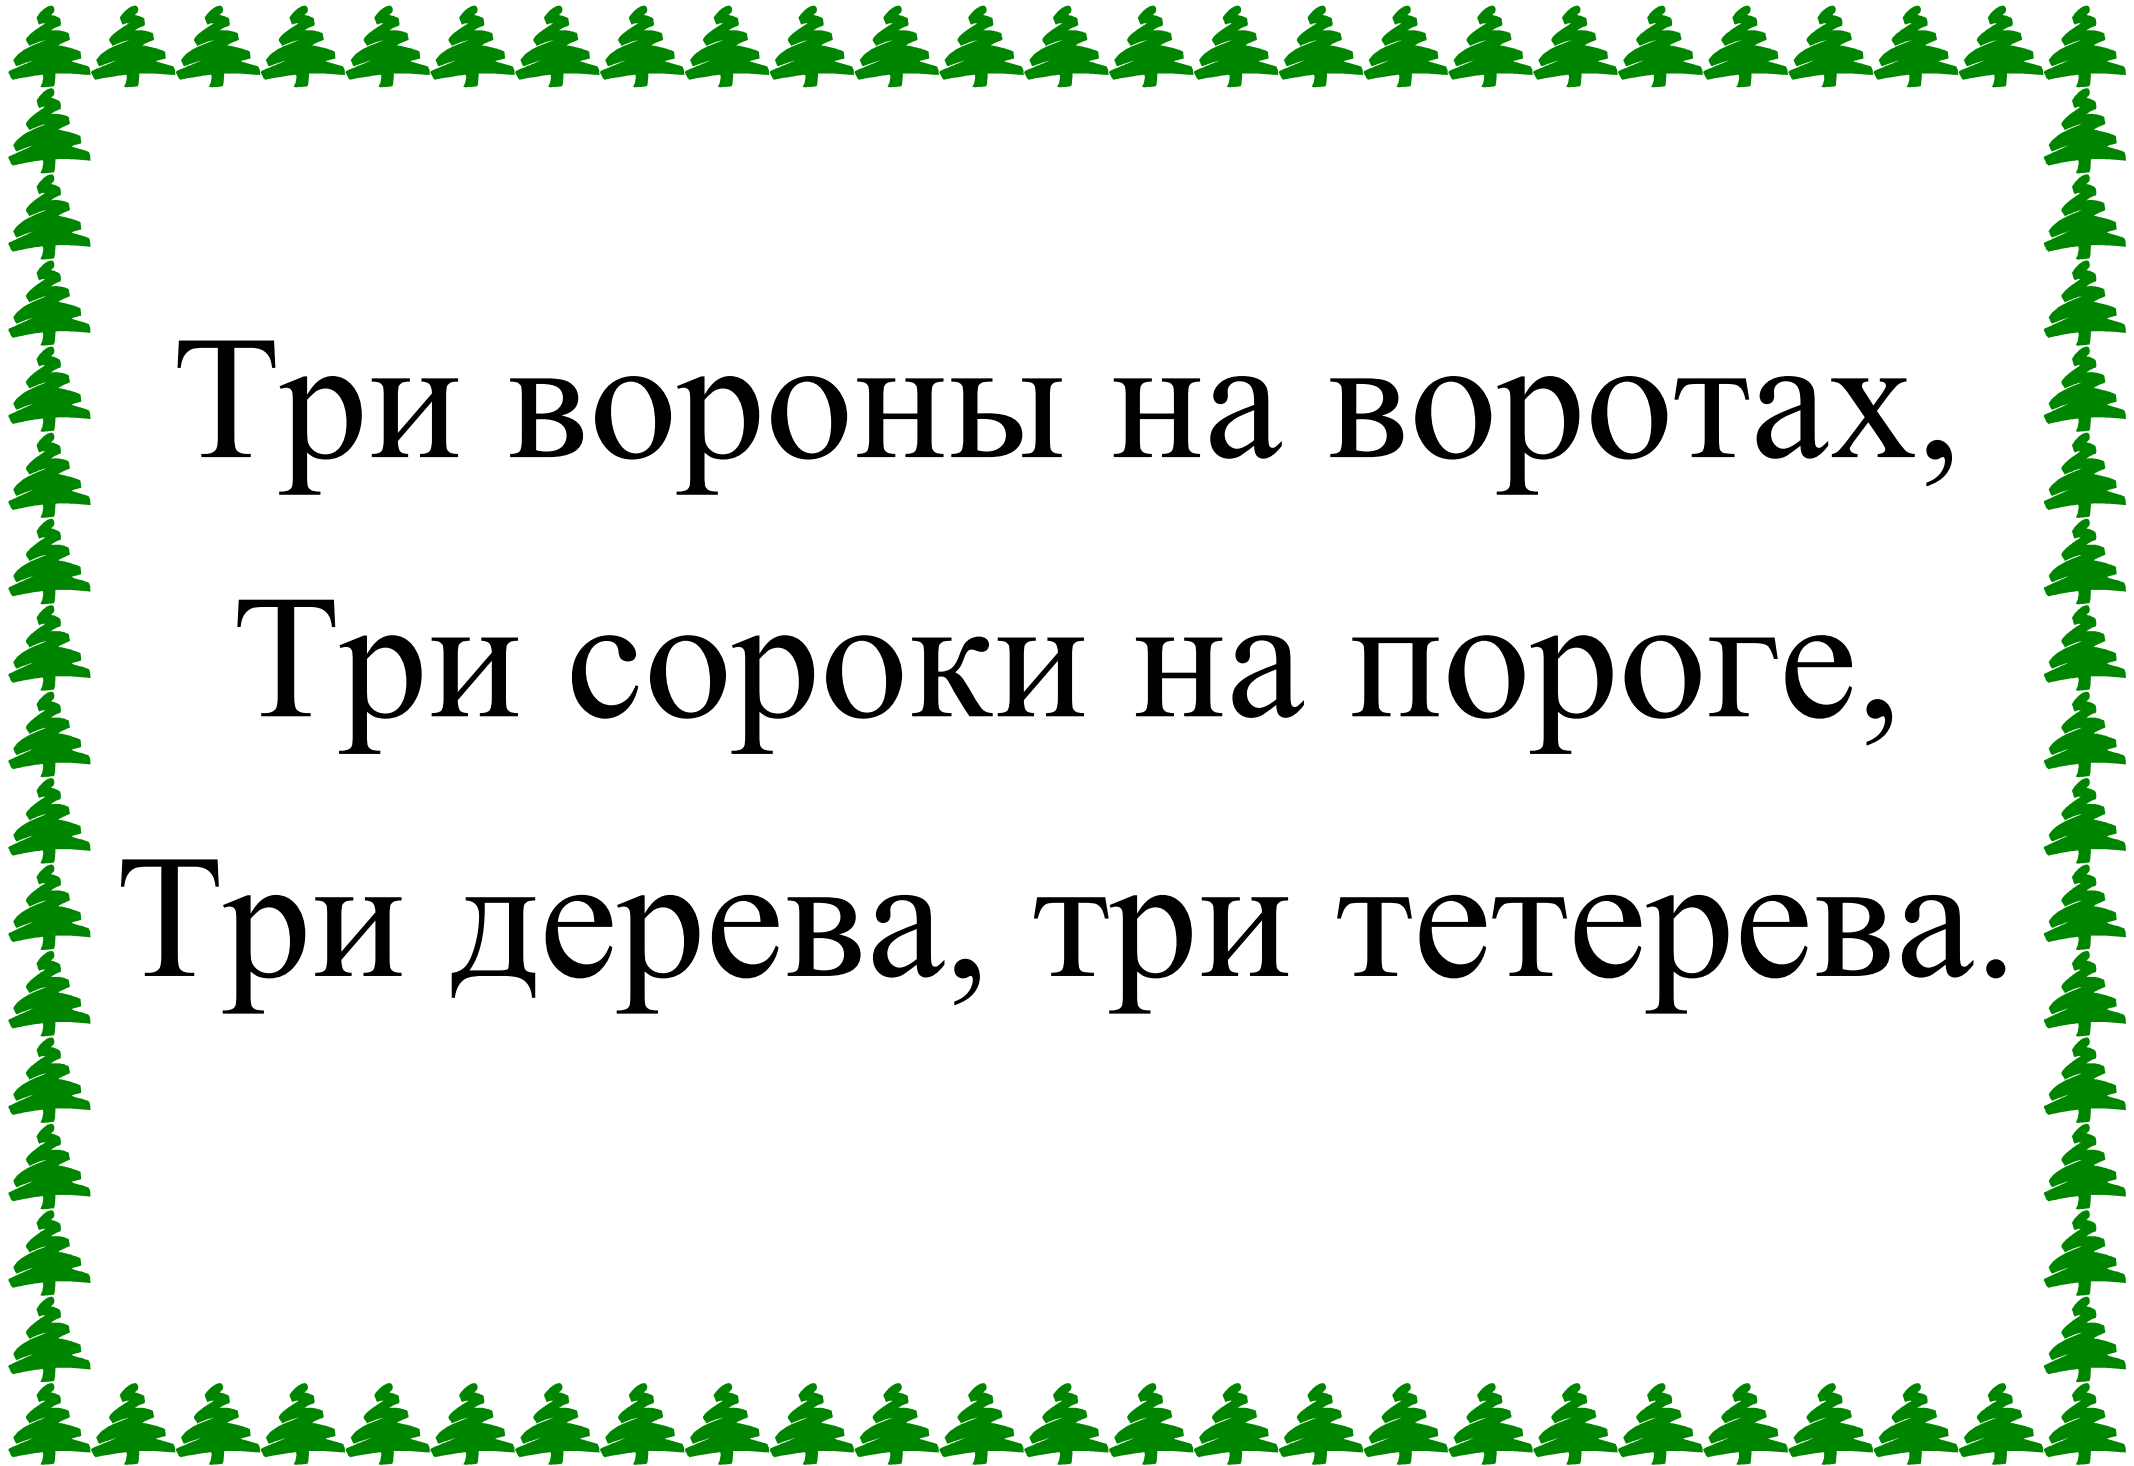 Три вороны на воротах,
Три сороки на пороге,
Три дерева, три тетерева.